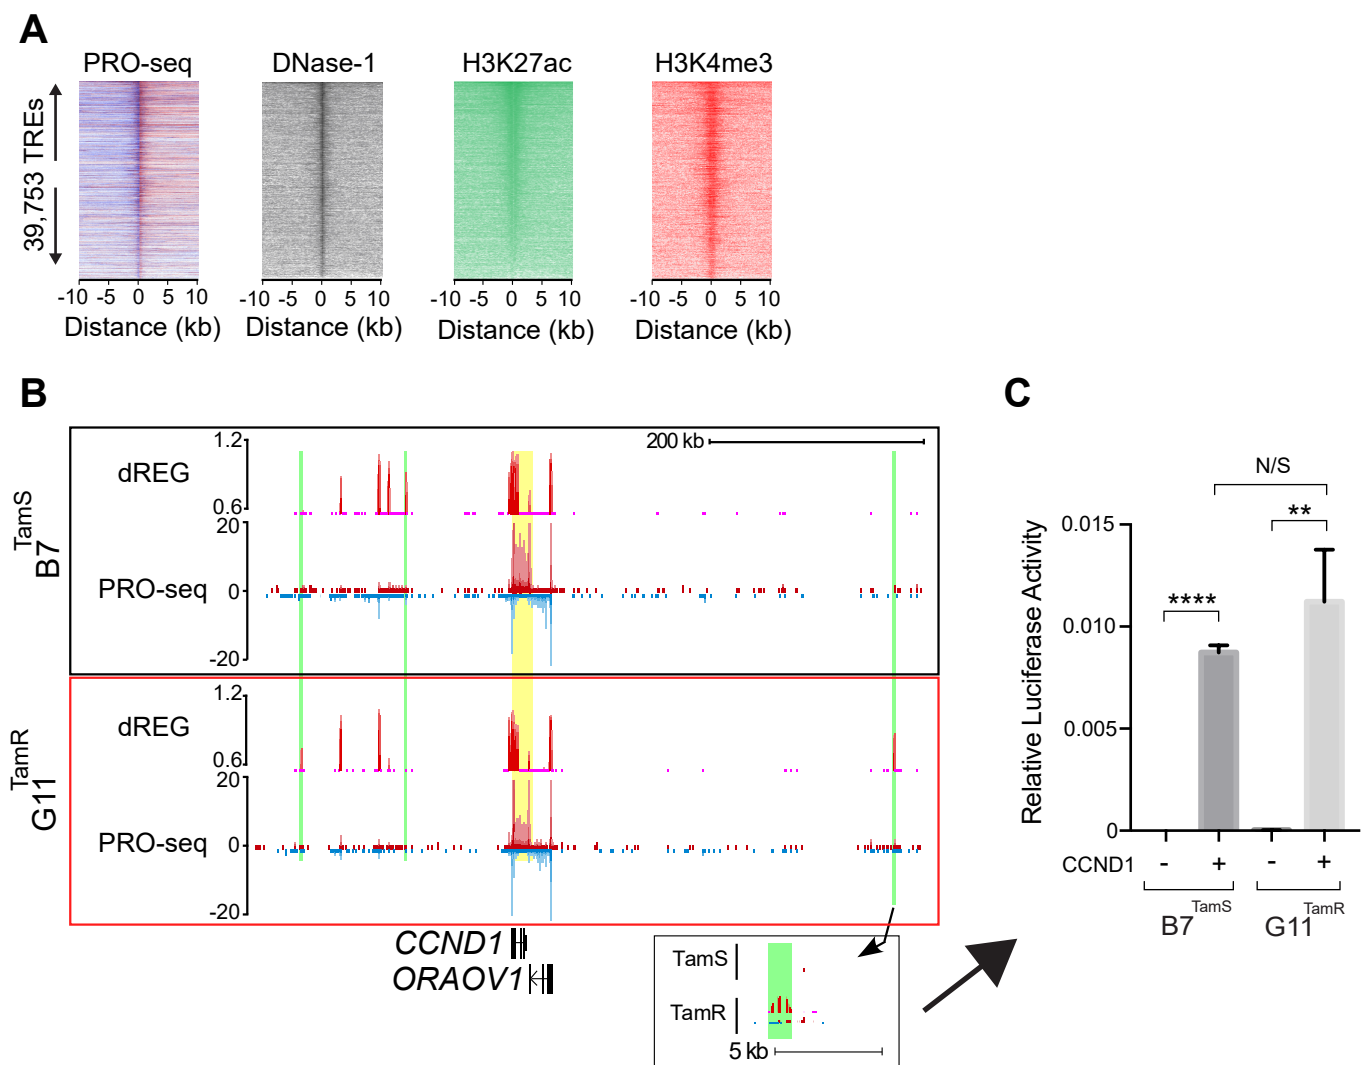 A
PRO-seq DNase-1 H3K27ac H3K4me3
39,753 TREs
-10 -5 0 5 10 -10 -5 0 5 10 -10 -5 0 5 10 -10 -5 0 5 10
Distance (kb) Distance (kb) Distance (kb) Distance (kb)
B
B7 TamS
dREG
1.2
0.6
200 kb
PRO-seq
20
0
-20
G11 TamR
dREG
1.2
0.6
PRO-seq
20
0
-20
CCND1
ORAOV1
TamS
TamR
5 kb
C
Relative Luciferase Activity
N/S
**
****
0.015
0.010
0.005
0
CCND1 - + - +
B7 TamS G11 TamR